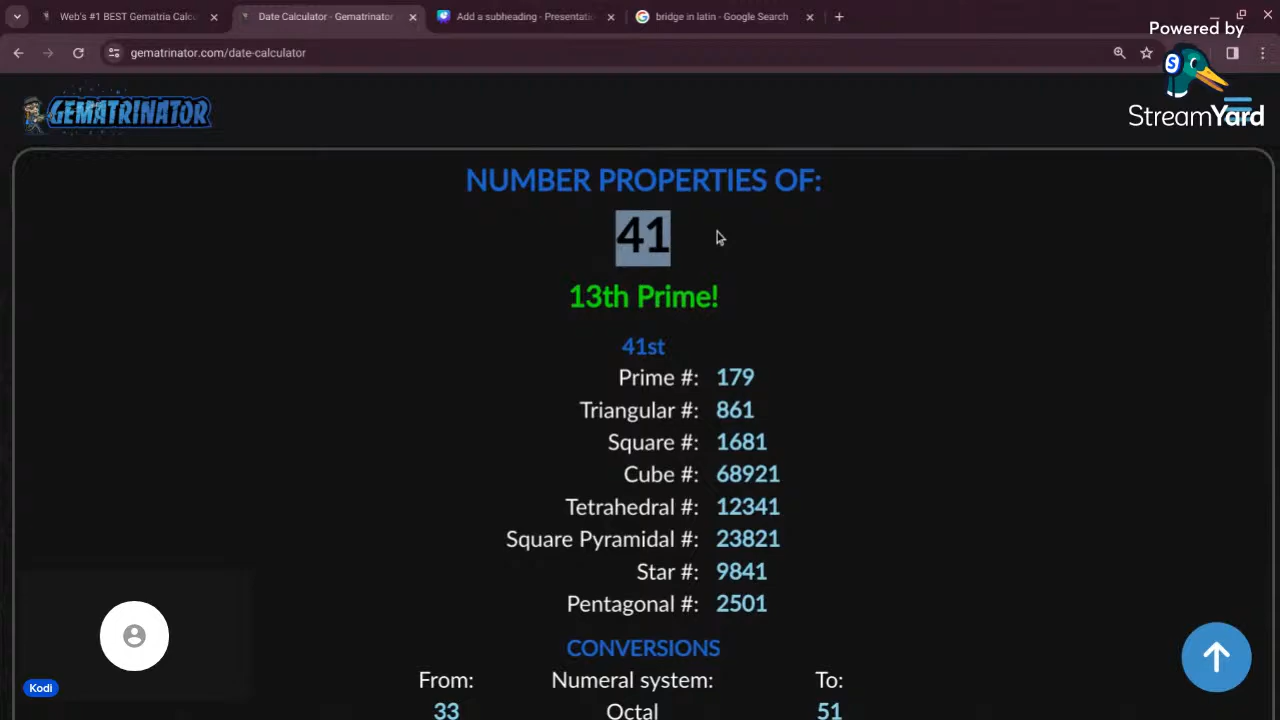 Web's #1 BEST Gematria Calcu
Date Calculator - Gematrinator
Add a subheading - Presentatio
bridge in latin - Google Search
gematrinator.com/date-calculator
Powered by
StreamYard
GEMATRINATOR
NUMBER PROPERTIES OF:
41
13th Prime!
41st
Prime #: 179
Triangular #: 861
Square #: 1681
Cube #: 68921
Tetrahedral #: 12341
Square Pyramidal #: 23821
Star #: 9841
Pentagonal #: 2501
CONVERSIONS
From: Numeral system: To:
33 Octal 51
Kodi